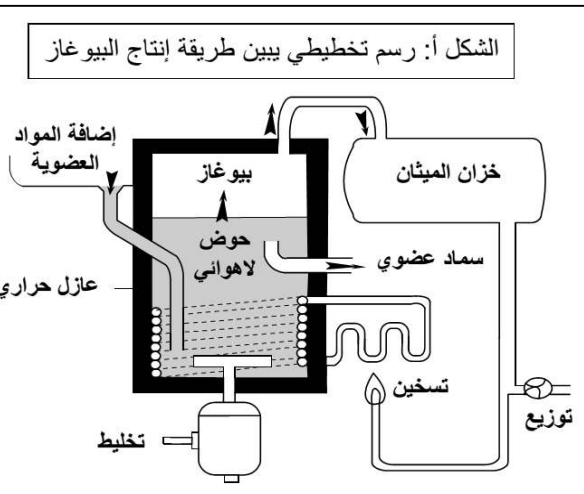 الشكل أ: رسم تخطيطي يبين طريقة إنتاج البيوغاز
إضافة المواد
العضوية
بيوغاز
خزان الميثان
حوض
لاهوائي
سماد عضوي
عازل حراري
تسخين
توزيع
تخليط